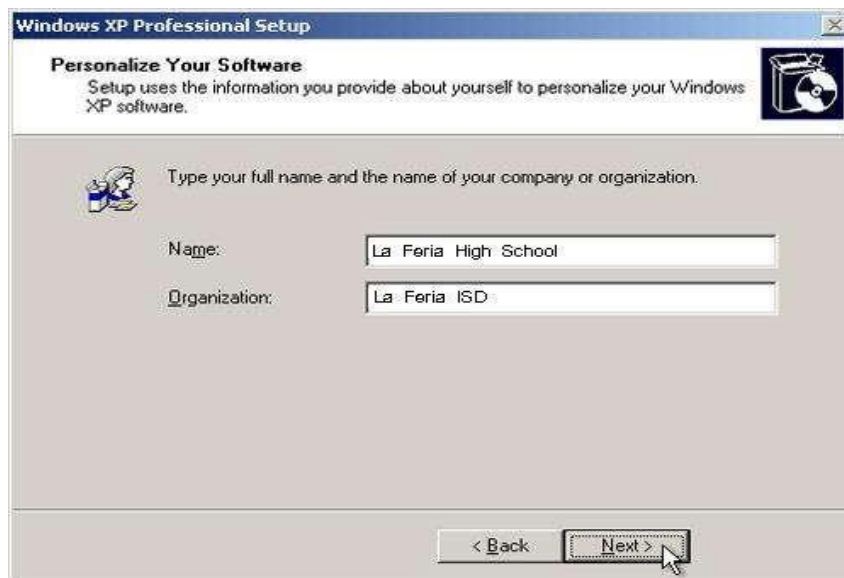 Windows XP Professional Setup
Personalize Your Software
Setup uses the information you provide about yourself to personalize your Windows
XP software.
Type your full name and the name of your company or organization.
Name: La Feria High School
Organization: La Feria ISD
< Back Next >